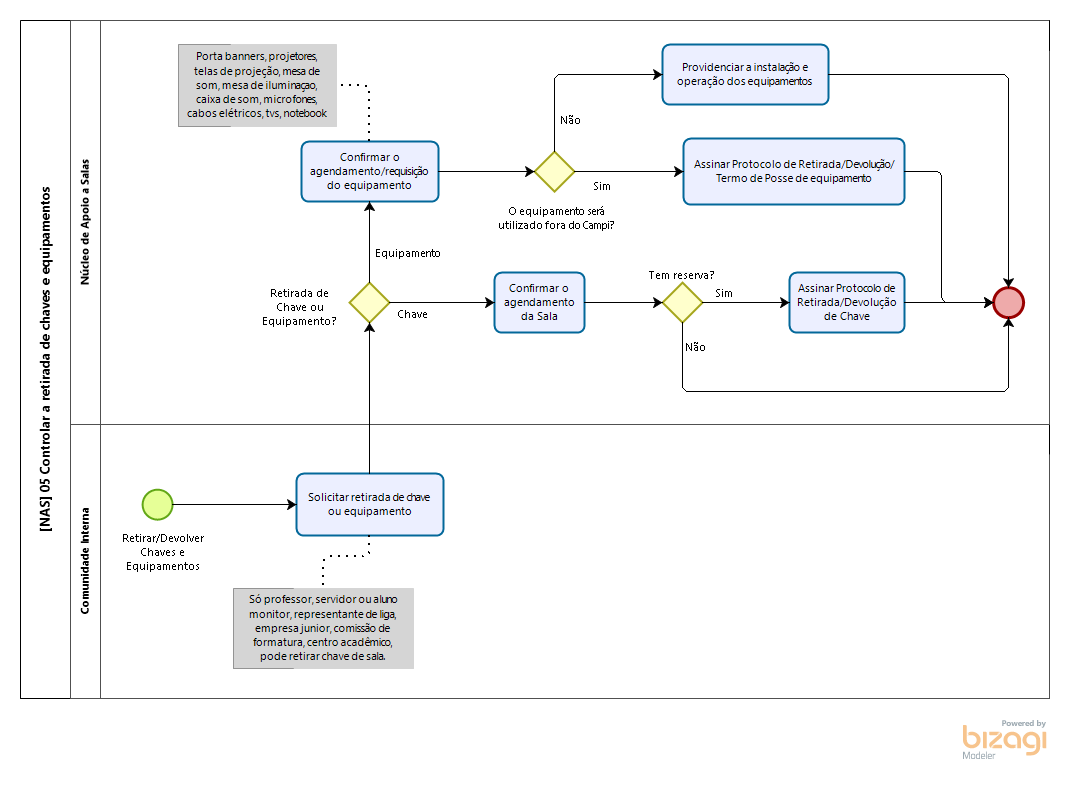 [NAS] 05 Controlar a retirada de chaves e equipamentos
Núcleo de Apoio a Salas
Porta banners, projetores,
telas de projeção, mesa de
som, mesa de iluminaçao,
caixa de som, microfones,
cabos elétricos, tvs, notebook
Providenciar a instalação e
operação dos equipamentos
Não
Confirmar o
agendamento/requisição
do equipamento
Assinar Protocolo de Retirada/Devolução/
Termo de Posse de equipamento
Sim
O equipamento será
utilizado fora do Campi?
Equipamento
Retirada de
Chave ou
Equipamento?
Chave
Confirmar o
agendamento
da Sala
Tem reserva?
Sim
Assinar Protocolo de
Retirada/Devolução
de Chave
Não
Comunidade Interna
Solicitar retirada de chave
ou equipamento
Retirar/Devolver
Chaves e
Equipamentos
Só professor, servidor ou aluno
monitor, representante de liga,
empresa junior, comissão de
formatura, centro acadêmico,
pode retirar chave de sala.
Powered by
bizagi
Modeler